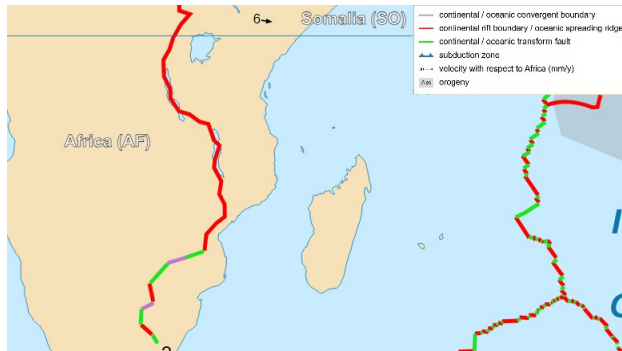 6
Somalia (SO)
continental / oceanic convergent boundary
continental rift boundary / oceanic spreading ridge
continental / oceanic transform fault
subduction zone
velocity with respect to Africa (mm/y)
orogeny
Africa (AF)
I